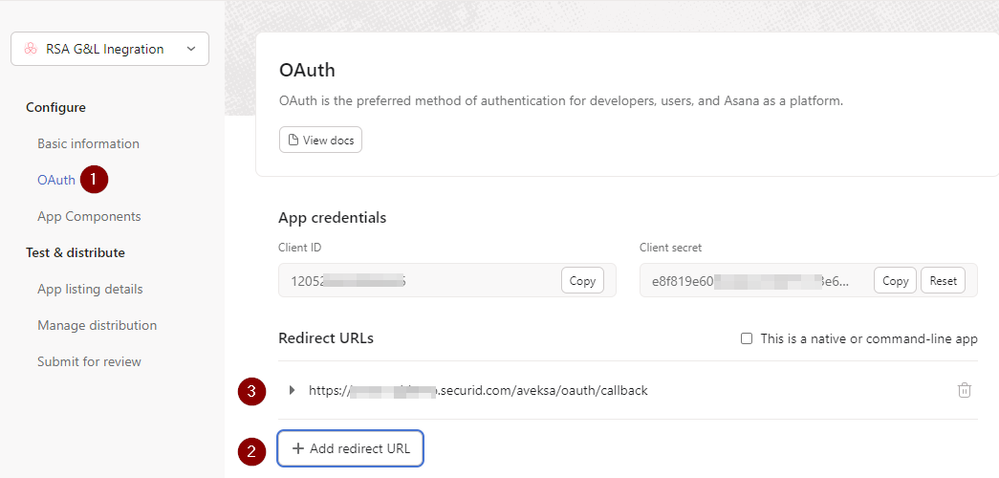 RSA G&L Inegration
Configure
Basic information
OAuth 1
App Components
Test & distribute
App listing details
Manage distribution
Submit for review
OAuth
OAuth is the preferred method of authentication for developers, users, and Asana as a platform.
View docs
App credentials
Client ID
12052 Copy
Client secret
e8f819e60 3e6... Copy Reset
Redirect URLs
This is a native or command-line app
3 https:// .securid.com/aveksa/oauth/callback
2 + Add redirect URL